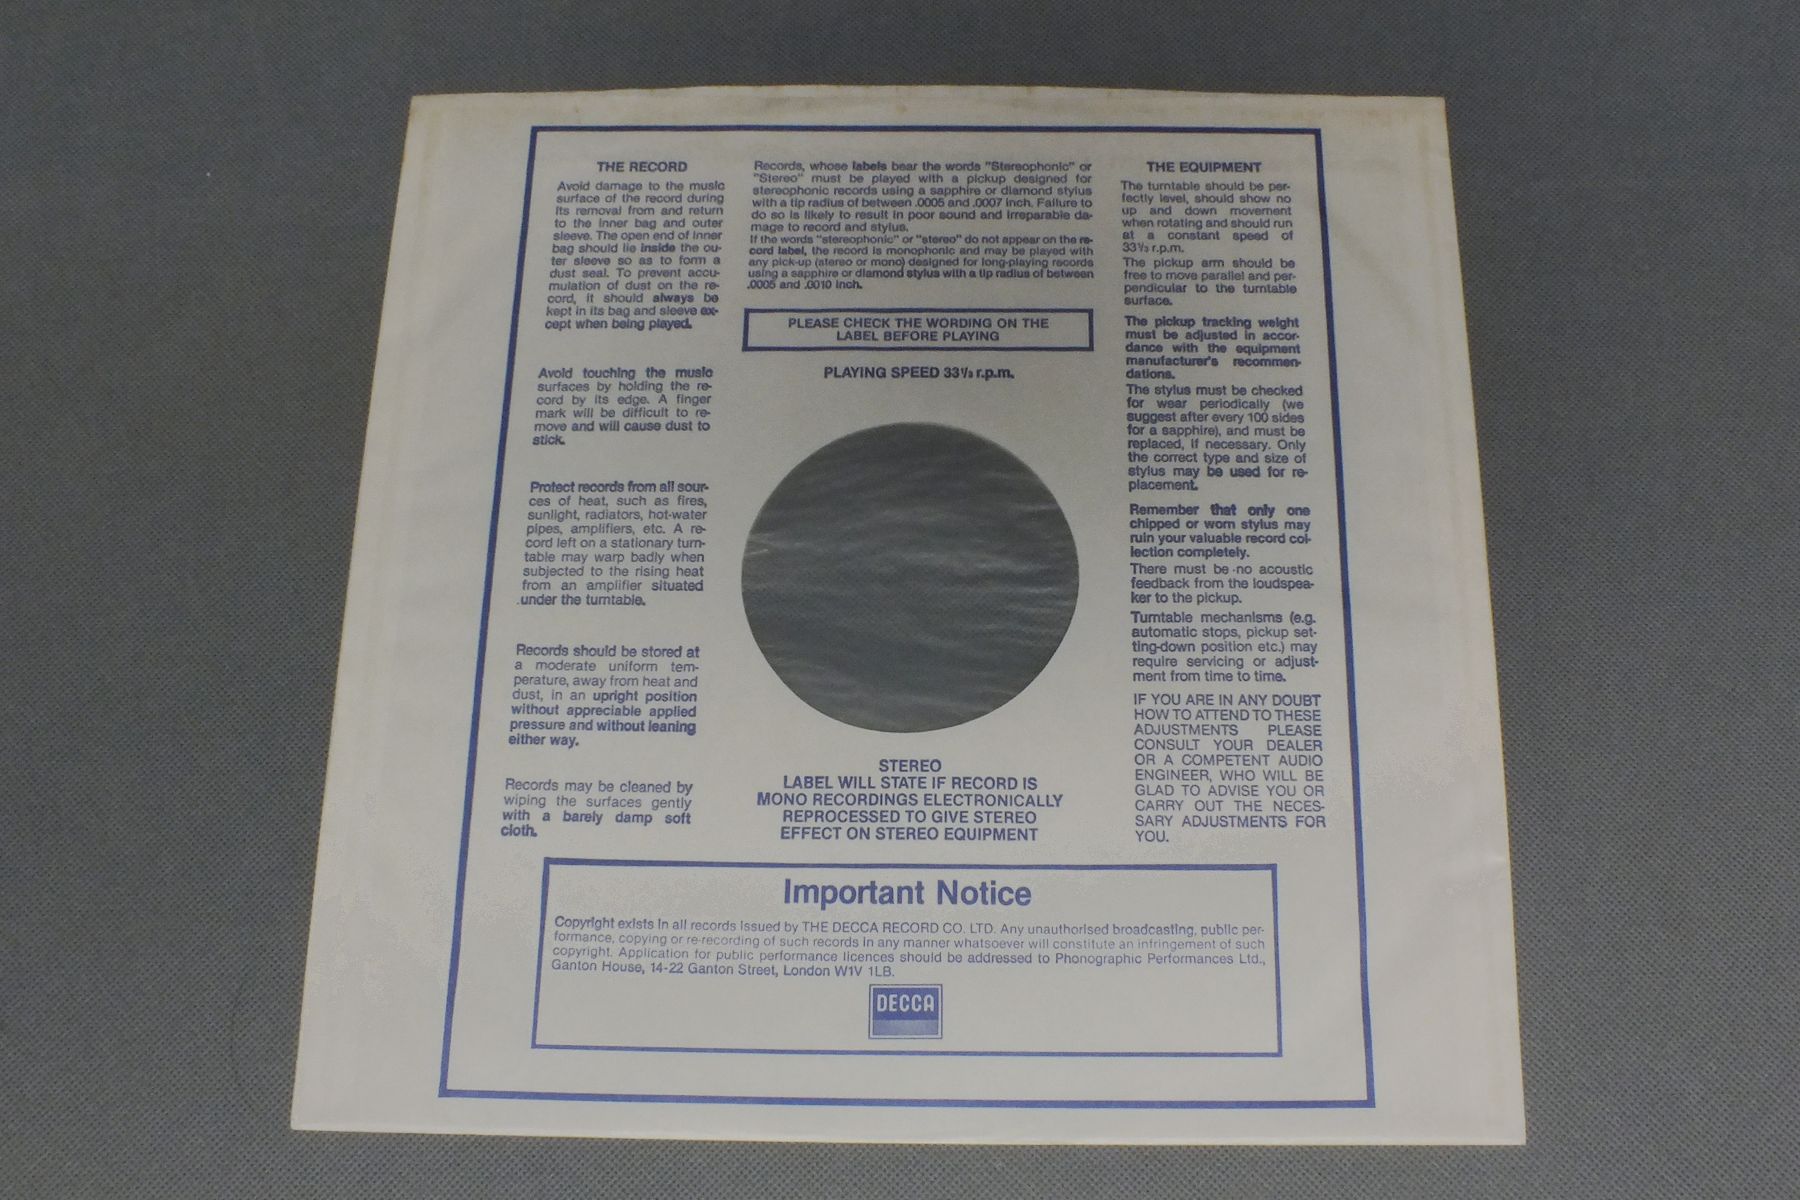 THE RECORD
Avoid damage to the music
surface of the record during
its removal from and return
to the inner bag and outer
sleeve. The open end of inner
bag should lie inside the ou-
ter sleeve so as to form a
dust seal. To prevent accu-
mulation of dust on the re-
cord, it should always be
kept in its bag and sleeve ex-
cept when being played.
Avoid touching the music
surfaces by holding the re-
cord by its edge. A finger
mark will be difficult to re-
move and will cause dust to
stick.
Protect records from all sour-
ces of heat, such as fires,
sunlight, radiators, hot-water
pipes, amplifiers, etc. A re-
cord left on a stationary turn-
table may warp badly when
subjected to the rising heat
from an amplifier situated
under the turntable.
Records should be stored at
a moderate uniform tem-
perature, away from heat and
dust, in an upright position
without appreciable applied
pressure and without leaning
either way.
Records may be cleaned by
wiping the surfaces gently
with a barely damp soft
cloth.
Records, whose labels bear the words "Stereophonic" or
"Stereo" must be played with a pickup designed for
stereophonic records using a sapphire or diamond stylus
with a tip radius of between .0005 and .0007 inch. Failure to
do so is likely to result in poor sound and irreparable da-
mage to record and stylus.
If the words "stereophonic" or "stereo" do not appear on the re-
cord label, the record is monophonic and may be played with
any pick-up (stereo or mono) designed for long-playing records
using a sapphire or diamond stylus with a tip radius of between
.0005 and .0010 inch.
PLEASE CHECK THE WORDING ON THE
LABEL BEFORE PLAYING
PLAYING SPEED 33⅓ r.p.m.
STEREO
LABEL WILL STATE IF RECORD IS
MONO RECORDINGS ELECTRONICALLY
REPROCESSED TO GIVE STEREO
EFFECT ON STEREO EQUIPMENT
THE EQUIPMENT
The turntable should be per-
fectly level, should show no
up and down movement
when rotating and should run
at a constant speed of
33⅓ r.p.m.
The pickup arm should be
free to move parallel and per-
pendicular to the turntable
surface.
The pickup tracking weight
must be adjusted in accor-
dance with the equipment
manufacturer's recommen-
dations.
The stylus must be checked
for wear periodically (we
suggest after every 100 sides
for a sapphire), and must be
replaced, if necessary. Only
the correct type and size of
stylus may be used for re-
placement.
Remember that only one
chipped or worn stylus may
ruin your valuable record col-
lection completely.
There must be no acoustic
feedback from the loudspea-
ker to the pickup.
Turntable mechanisms (e.g.
automatic stops, pickup set-
ting-down position etc.) may
require servicing or adjust-
ment from time to time.
IF YOU ARE IN ANY DOUBT
HOW TO ATTEND TO THESE
ADJUSTMENTS PLEASE
CONSULT YOUR DEALER
OR A COMPETENT AUDIO
ENGINEER, WHO WILL BE
GLAD TO ADVISE YOU OR
CARRY OUT THE NECES-
SARY ADJUSTMENTS FOR
YOU.
Important Notice
Copyright exists in all records issued by THE DECCA RECORD CO. LTD. Any unauthorised broadcasting, public per-
formance, copying or re-recording of such records in any manner whatsoever will constitute an infringement of such
copyright. Application for public performance licences should be addressed to Phonographic Performances Ltd.,
Ganton House, 14-22 Ganton Street, London W1V 1LB.
DECCA